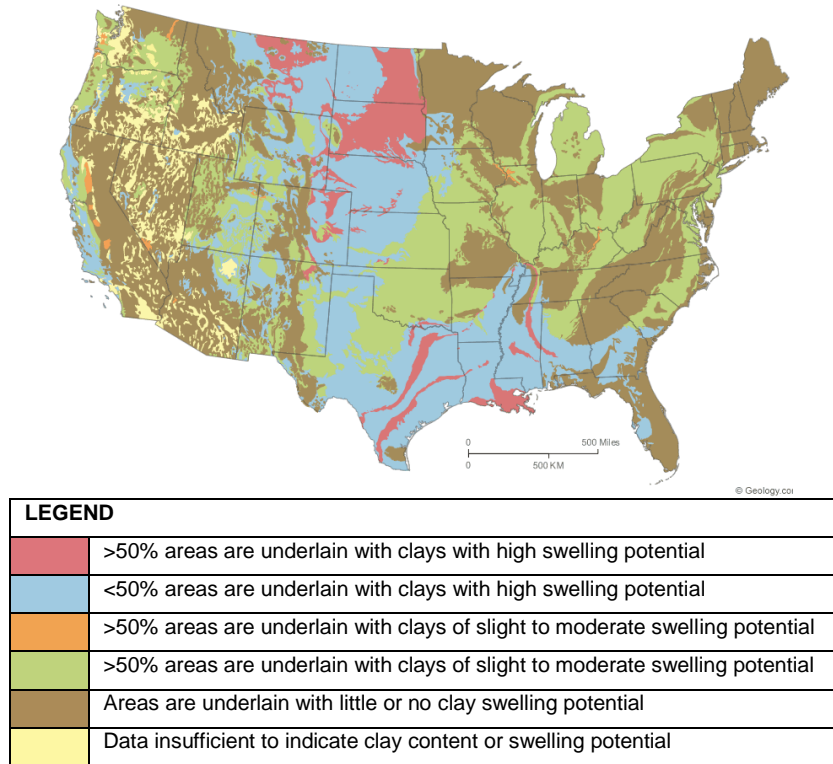 0 500 Miles
0 500 KM
© Geology.co
LEGEND
>50% areas are underlain with clays with high swelling potential
<50% areas are underlain with clays with high swelling potential
>50% areas are underlain with clays of slight to moderate swelling potential
>50% areas are underlain with clays of slight to moderate swelling potential
Areas are underlain with little or no clay swelling potential
Data insufficient to indicate clay content or swelling potential